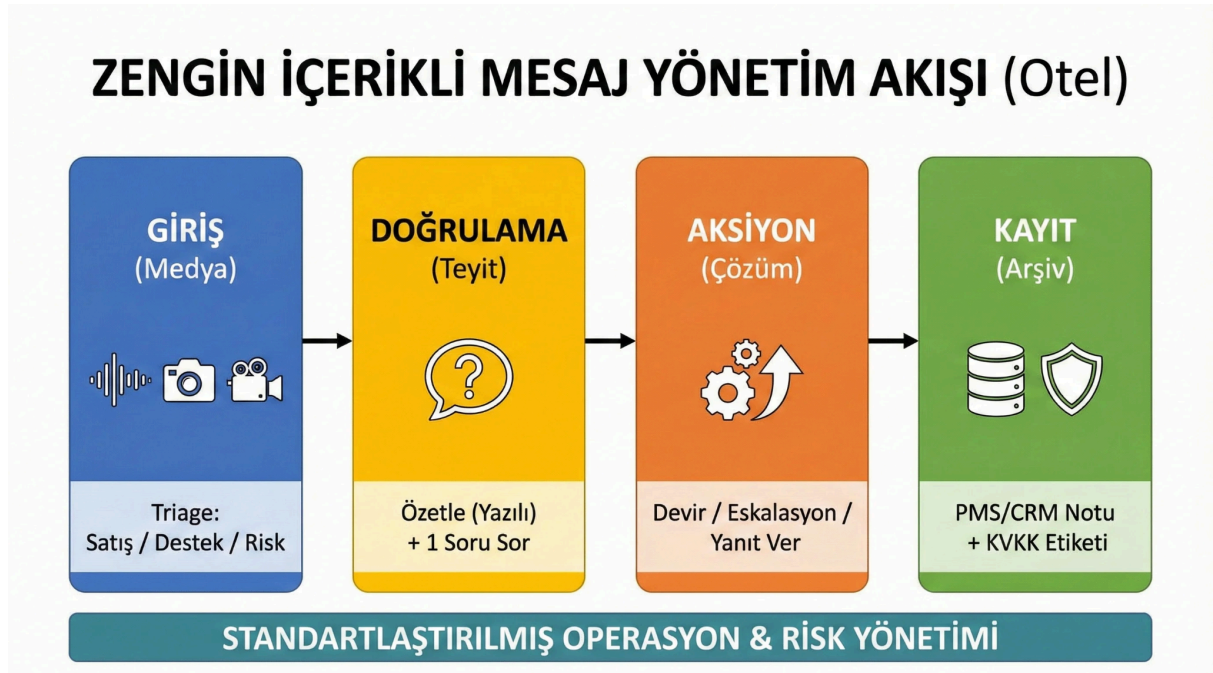 ZENGİN İÇERİKLİ MESAJ YÖNETİM AKIŞI (Otel)
GİRİŞ
(Medya)
Triage:
Satış / Destek / Risk
DOĞRULAMA
(Teyit)
?
Özetle (Yazılı)
+ 1 Soru Sor
AKSİYON
(Çözüm)
Devir / Eskalasyon /
Yanıt Ver
KAYIT
(Arşiv)
PMS/CRM Notu
+ KVKK Etiketi
STANDARTLAŞTIRILMIŞ OPERASYON & RİSK YÖNETİMİ